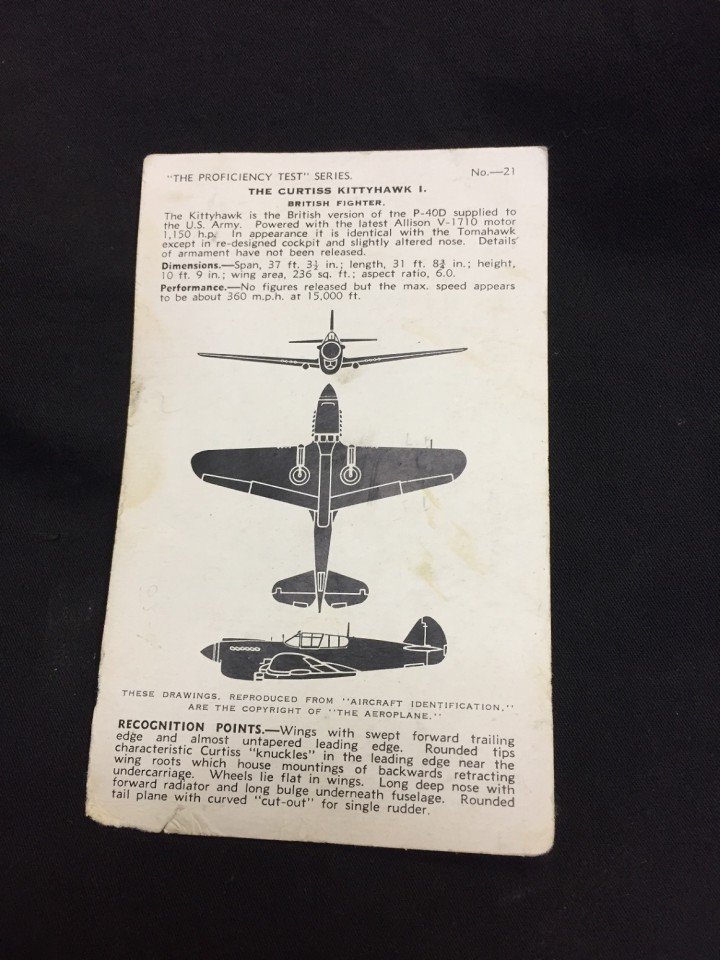 "THE PROFICIENCY TEST" SERIES. No.—21
THE CURTISS KITTYHAWK I.
BRITISH FIGHTER.
The Kittyhawk is the British version of the P-40D supplied to
the U.S. Army. Powered with the latest Allison V-1710 motor
1,150 h.p. In appearance it is identical with the Tomahawk
except in re-designed cockpit and slightly altered nose. Details
of armament have not been released.
Dimensions.—Span, 37 ft. 3½ in.; length, 31 ft. 8¾ in.; height,
10 ft. 9 in.; wing area, 236 sq. ft.; aspect ratio, 6.0.
Performance.—No figures released but the max. speed appears
to be about 360 m.p.h. at 15,000 ft.
THESE DRAWINGS, REPRODUCED FROM "AIRCRAFT IDENTIFICATION,"
ARE THE COPYRIGHT OF "THE AEROPLANE."
RECOGNITION POINTS.—Wings with swept forward trailing
edge and almost untapered leading edge. Rounded tips
characteristic Curtiss "knuckles" in the leading edge near the
wing roots which house mountings of backwards retracting
undercarriage. Wheels lie flat in wings. Long deep nose with
forward radiator and long bulge underneath fuselage. Rounded
tail plane with curved "cut-out" for single rudder.